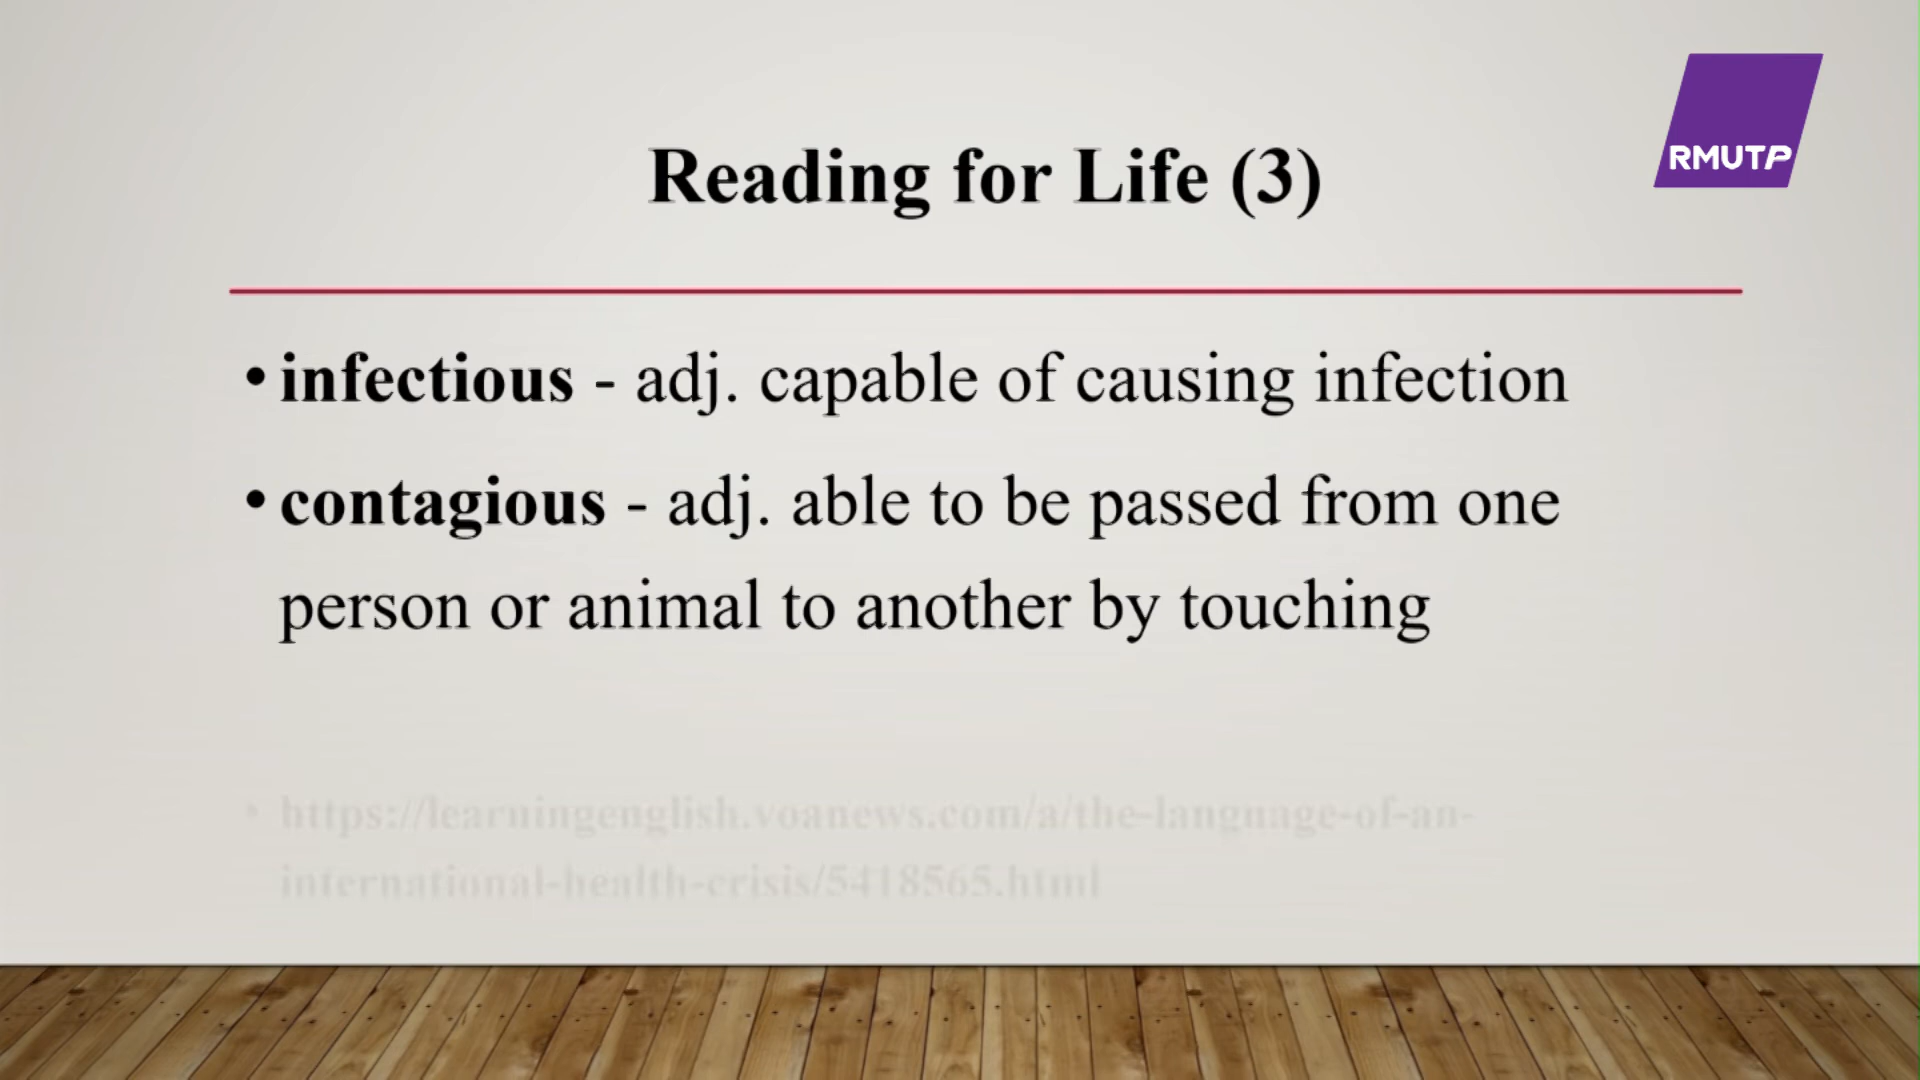 RMUTP
Reading for Life (3)
• infectious - adj. capable of causing infection
• contagious - adj. able to be passed from one
person or animal to another by touching
• https://learningenglish.voanews.com/a/the-language-of-an-
international-health-crisis/5418565.html